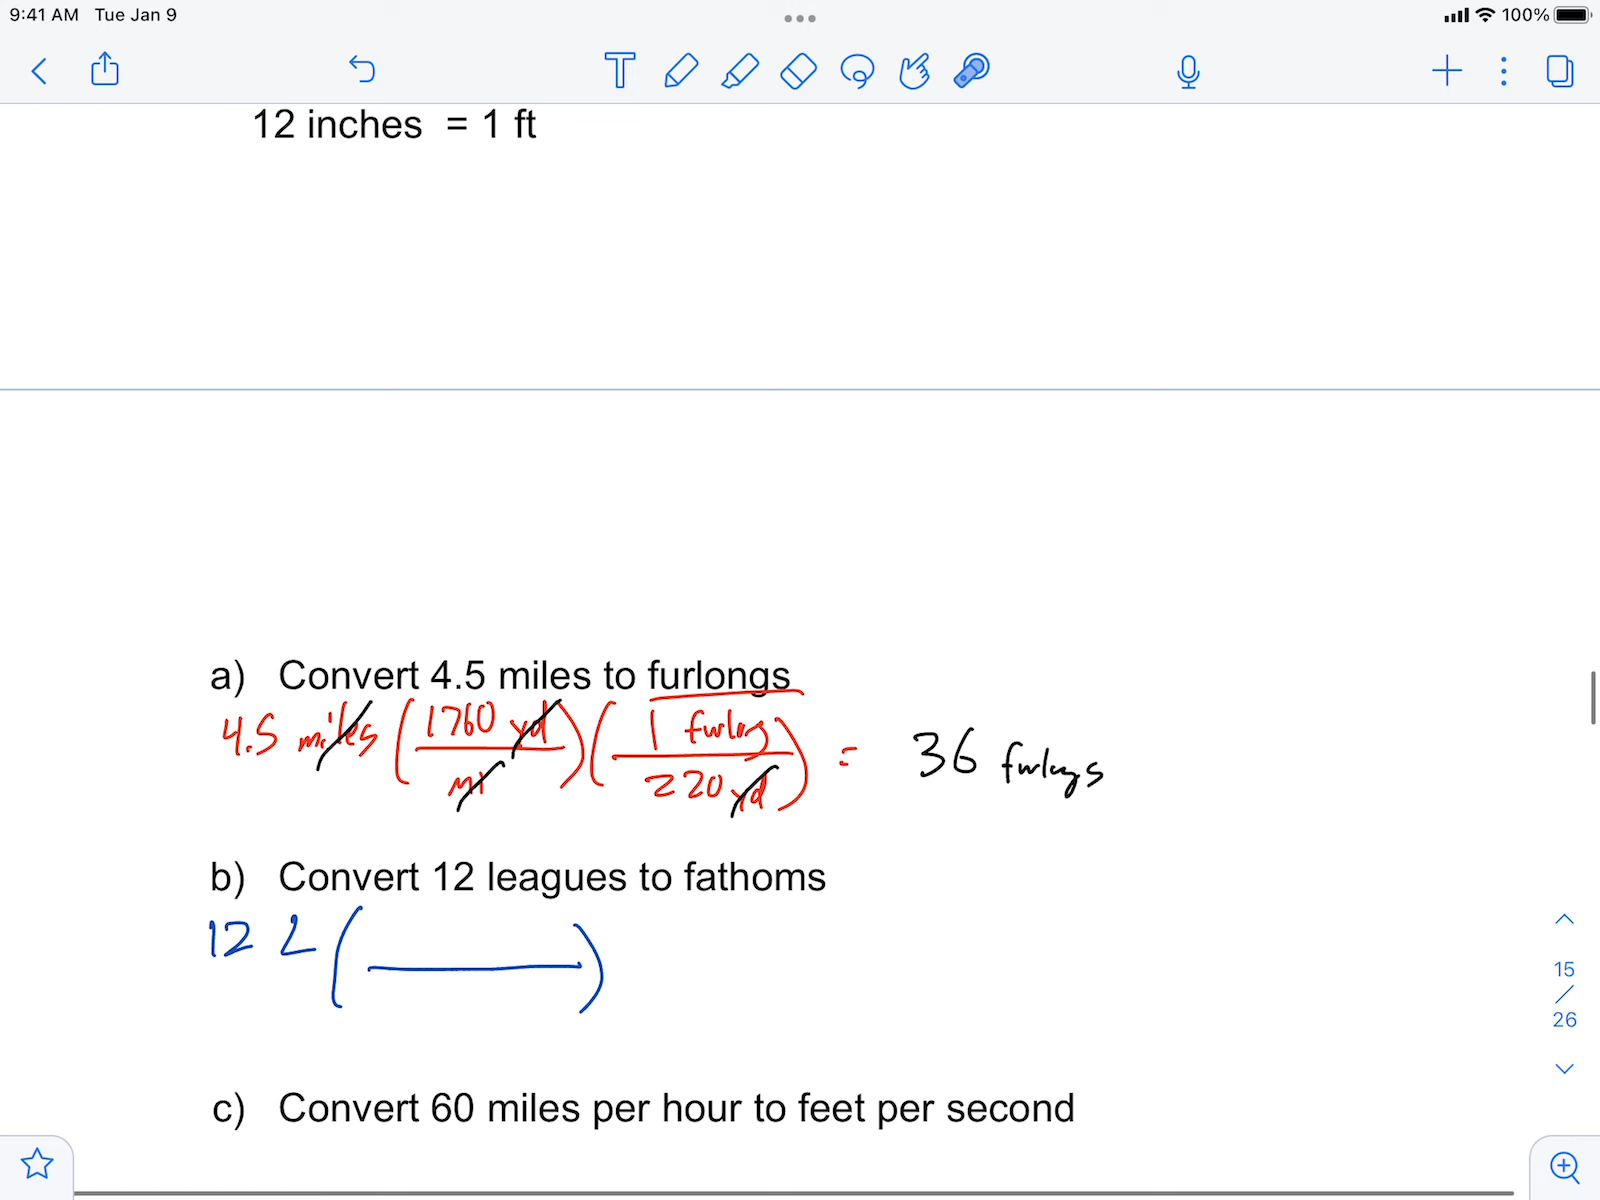 9:41 AM Tue Jan 9
100%
12 inches = 1 ft
a) Convert 4.5 miles to furlongs
4.5 miles (1760 yd / mi) (1 furlong / 220 yd) = 36 furlongs
b) Convert 12 leagues to fathoms
12 L ( )
15
/
26
c) Convert 60 miles per hour to feet per second